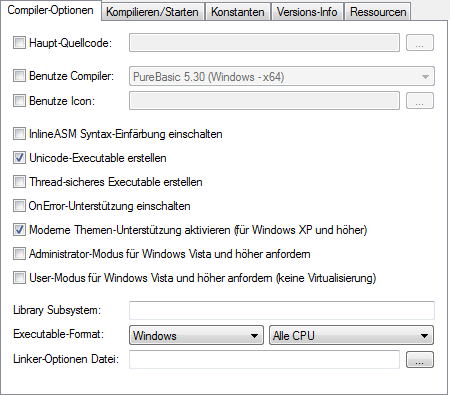 Compiler-Optionen Kompilieren/Starten Konstanten Versions-Info Ressourcen
Haupt-Quellcode: ...
Benutze Compiler: PureBasic 5.30 (Windows - x64)
Benutze Icon: ...
InlineASM Syntax-Einfärbung einschalten
Unicode-Executable erstellen
Thread-sicheres Executable erstellen
OnError-Unterstützung einschalten
Moderne Themen-Unterstützung aktivieren (für Windows XP und höher)
Administrator-Modus für Windows Vista und höher anfordern
User-Modus für Windows Vista und höher anfordern (keine Virtualisierung)
Library Subsystem:
Executable-Format: Windows Alle CPU
Linker-Optionen Datei: ...